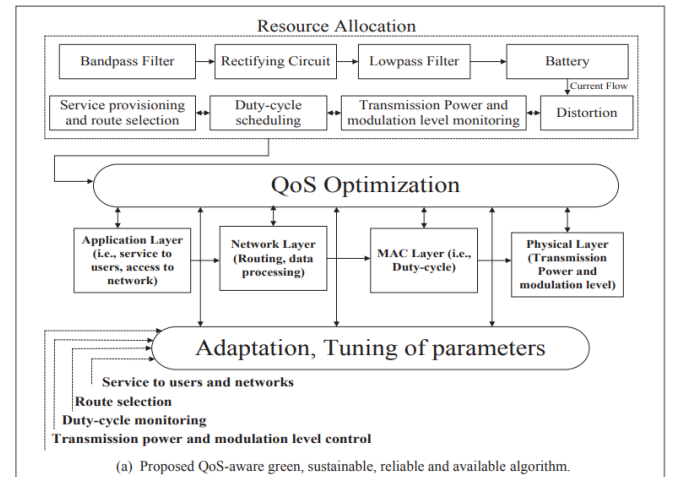 Resource Allocation
Bandpass Filter
Rectifying Circuit
Lowpass Filter
Battery
Current Flow
Service provisioning
and route selection
Duty-cycle
scheduling
Transmission Power and
modulation level monitoring
Distortion
QoS Optimization
Application Layer
(i.e., service to
users, access to
network)
Network Layer
(Routing, data
processing)
MAC Layer (i.e.,
Duty-cycle)
Physical Layer
(Transmission
Power and
modulation level)
Adaptation, Tuning of parameters
Service to users and networks
Route selection
Duty-cycle monitoring
Transmission power and modulation level control
(a) Proposed QoS-aware green, sustainable, reliable and available algorithm.